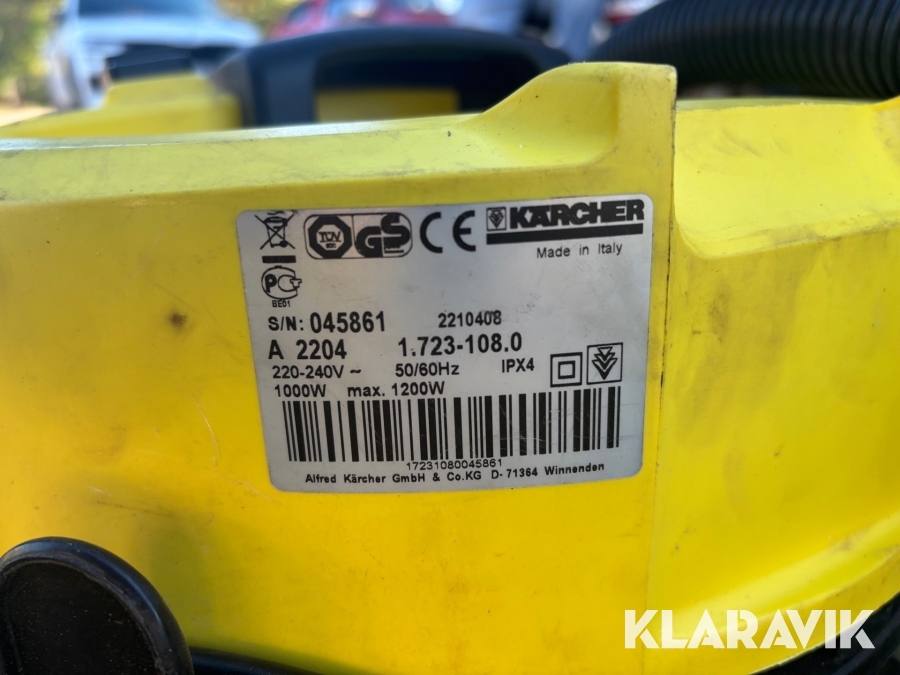 TÜV
GS
CE
KÄRCHER
Made in Italy
PC
BE01
S/N: 045861 2210408
A 2204 1.723-108.0
220-240V ~ 50/60Hz IPX4
1000W max. 1200W
17231080045861
Alfred Kärcher GmbH & Co.KG D-71364 Winnenden
KLARAVIK